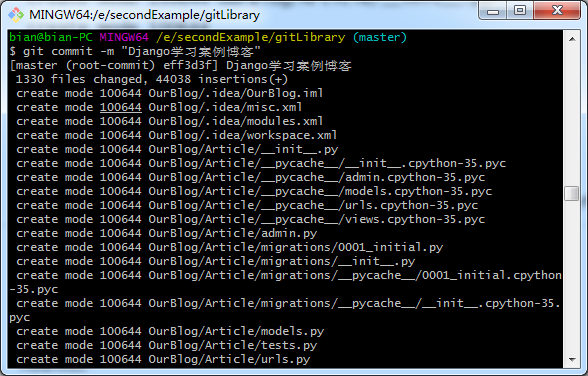 MINGW64:/e/secondExample/gitLibrary
bian@bian-PC MINGW64 /e/secondExample/gitLibrary (master)
$ git commit -m "Django学习案例博客"
[master (root-commit) eff3d3f] Django学习案例博客
 1330 files changed, 44038 insertions(+)
 create mode 100644 OurBlog/.idea/OurBlog.iml
 create mode 100644 OurBlog/.idea/misc.xml
 create mode 100644 OurBlog/.idea/modules.xml
 create mode 100644 OurBlog/.idea/workspace.xml
 create mode 100644 OurBlog/Article/__init__.py
 create mode 100644 OurBlog/Article/__pycache__/__init__.cpython-35.pyc
 create mode 100644 OurBlog/Article/__pycache__/admin.cpython-35.pyc
 create mode 100644 OurBlog/Article/__pycache__/models.cpython-35.pyc
 create mode 100644 OurBlog/Article/__pycache__/urls.cpython-35.pyc
 create mode 100644 OurBlog/Article/__pycache__/views.cpython-35.pyc
 create mode 100644 OurBlog/Article/admin.py
 create mode 100644 OurBlog/Article/migrations/0001_initial.py
 create mode 100644 OurBlog/Article/migrations/__init__.py
 create mode 100644 OurBlog/Article/migrations/__pycache__/0001_initial.cpython
-35.pyc
 create mode 100644 OurBlog/Article/migrations/__pycache__/__init__.cpython-35.
pyc
 create mode 100644 OurBlog/Article/models.py
 create mode 100644 OurBlog/Article/tests.py
 create mode 100644 OurBlog/Article/urls.py